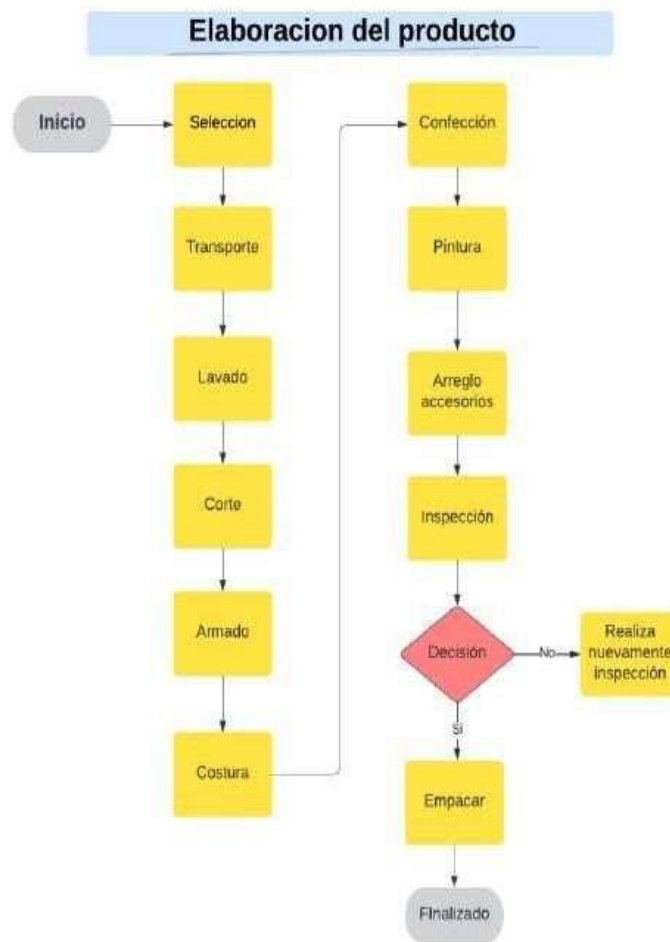 Elaboracion del producto
Inicio
Seleccion
Transporte
Lavado
Corte
Armado
Costura
Confección
Pintura
Arreglo
accesorios
Inspección
Decisión
No
Realiza
nuevamente
inspección
Si
Empacar
FInalizado